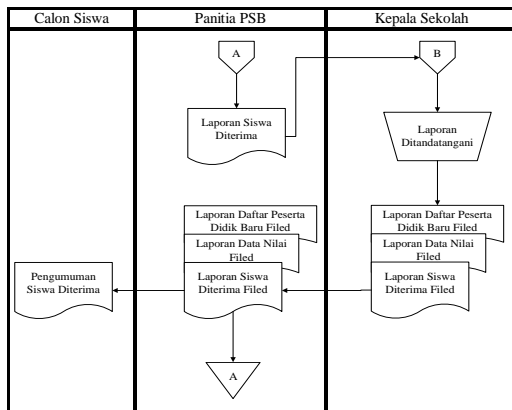 Calon Siswa
Panitia PSB
Kepala Sekolah
A
B
Laporan Siswa
Diterima
Laporan
Ditandatangani
Laporan Daftar Peserta
Didik Baru Filed
Laporan Data Nilai
Filed
Laporan Siswa
Diterima Filed
Laporan Daftar Peserta
Didik Baru Filed
Laporan Data Nilai
Filed
Laporan Siswa
Diterima Filed
Pengumuman
Siswa Diterima
A